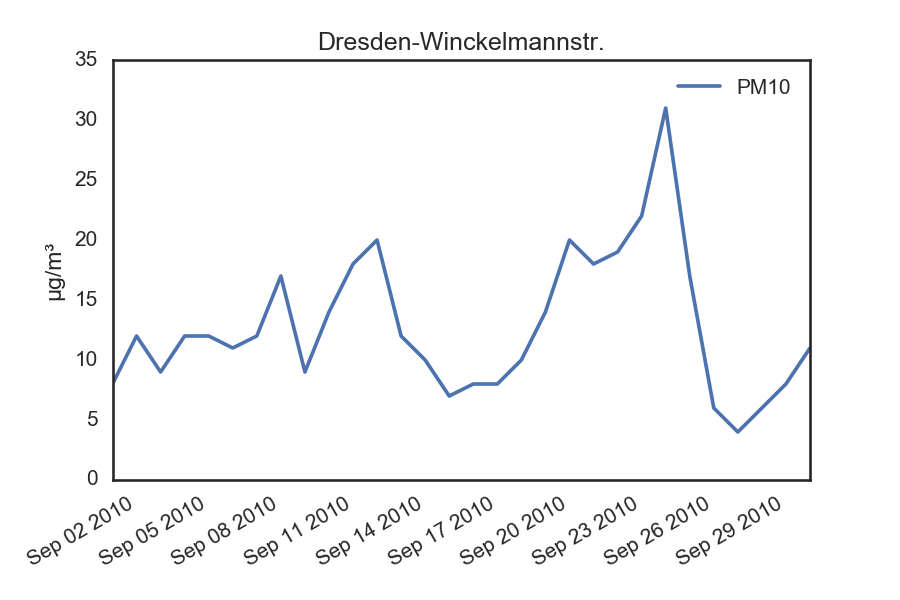 Dresden-Winckelmannstr.
35
30
25
20
15
10
5
0
µg/m³
PM10
Sep 02 2010
Sep 05 2010
Sep 08 2010
Sep 11 2010
Sep 14 2010
Sep 17 2010
Sep 20 2010
Sep 23 2010
Sep 26 2010
Sep 29 2010